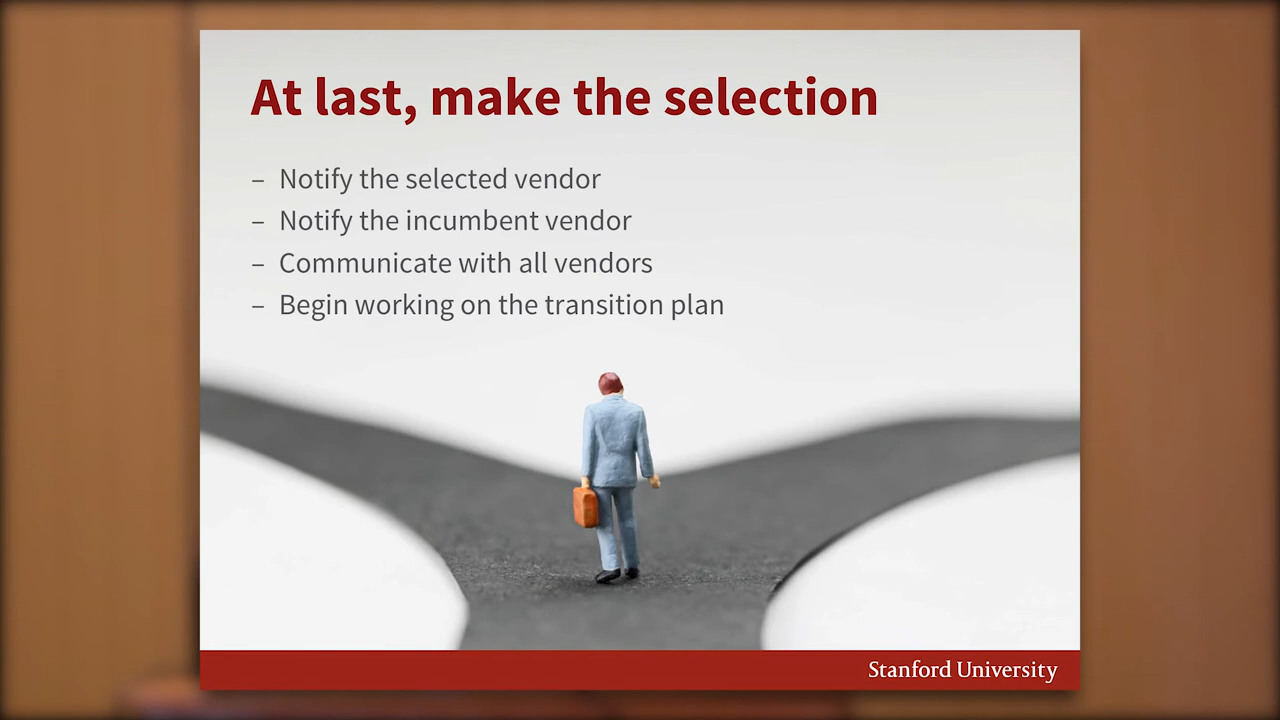 At last, make the selection
– Notify the selected vendor
– Notify the incumbent vendor
– Communicate with all vendors
– Begin working on the transition plan
Stanford University